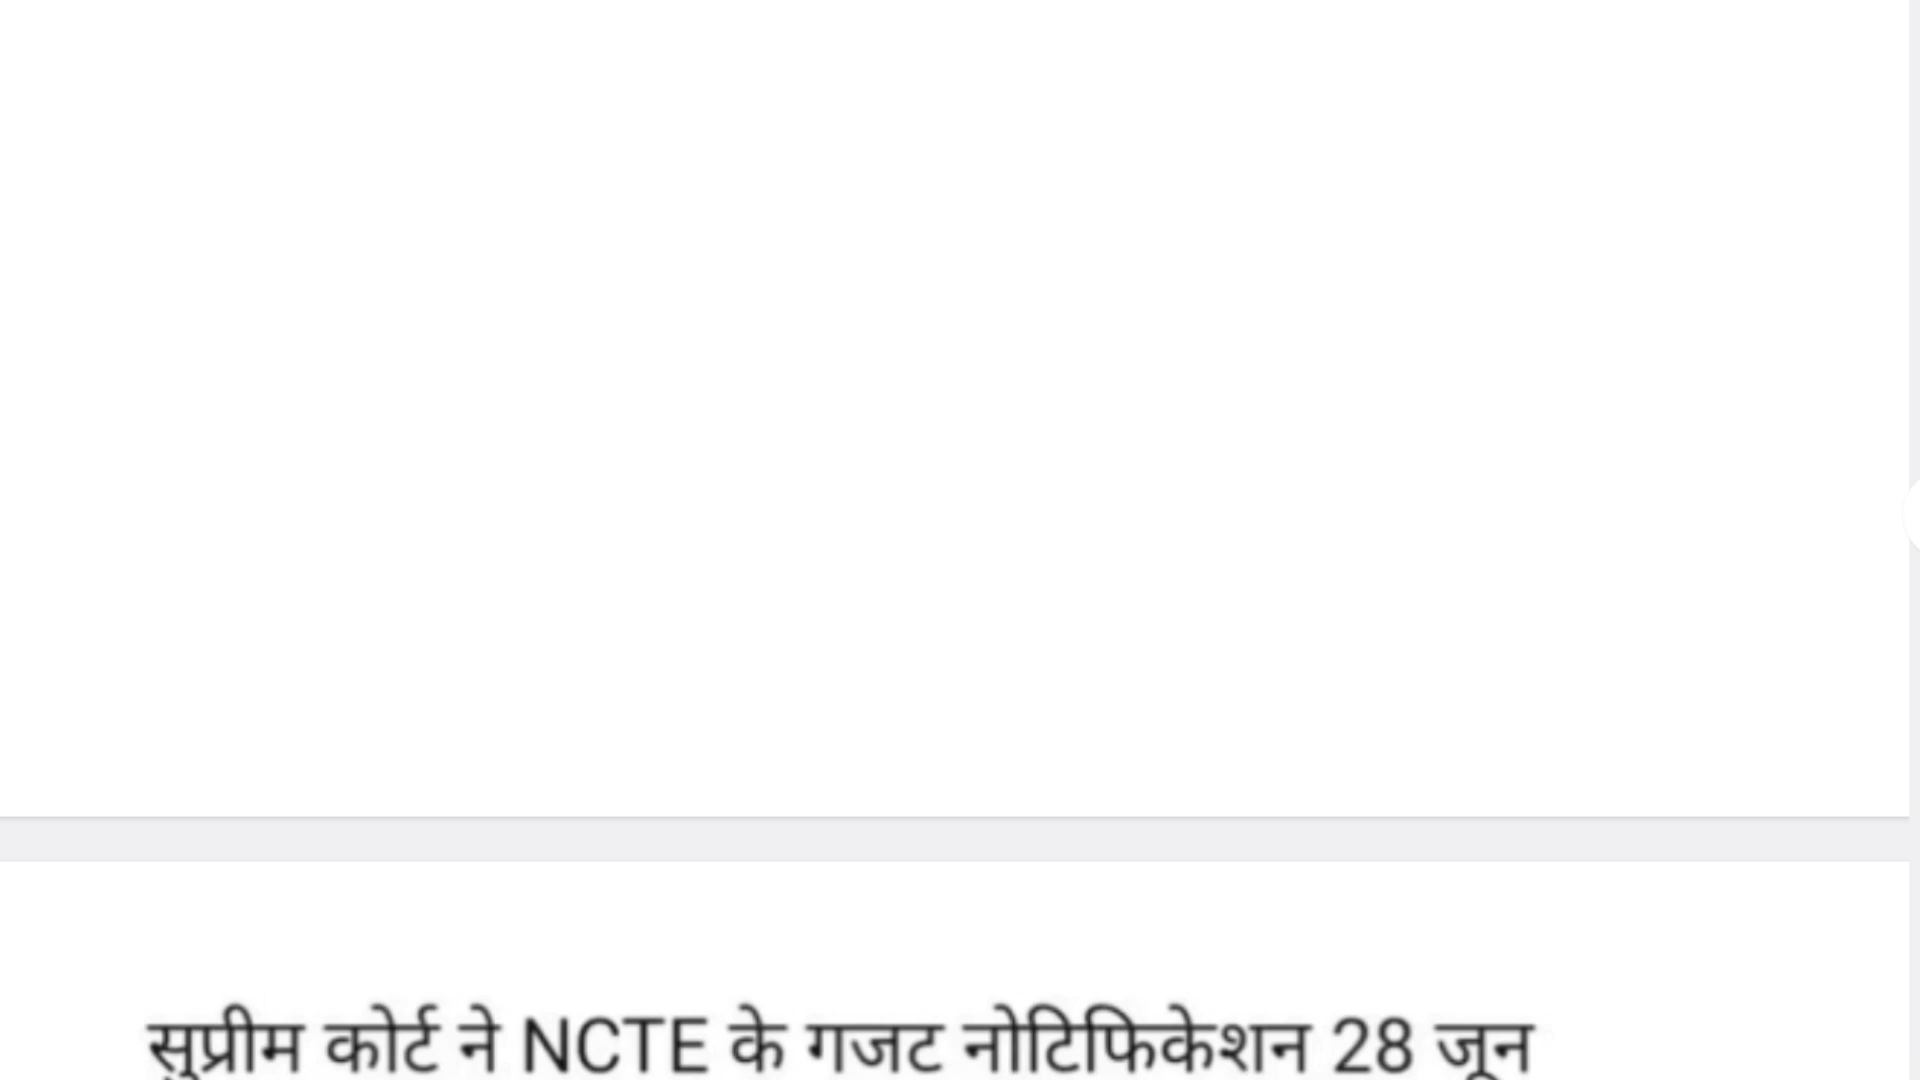 सुप्रीम कोर्ट ने NCTE के गजट नोटिफिकेशन 28 जून